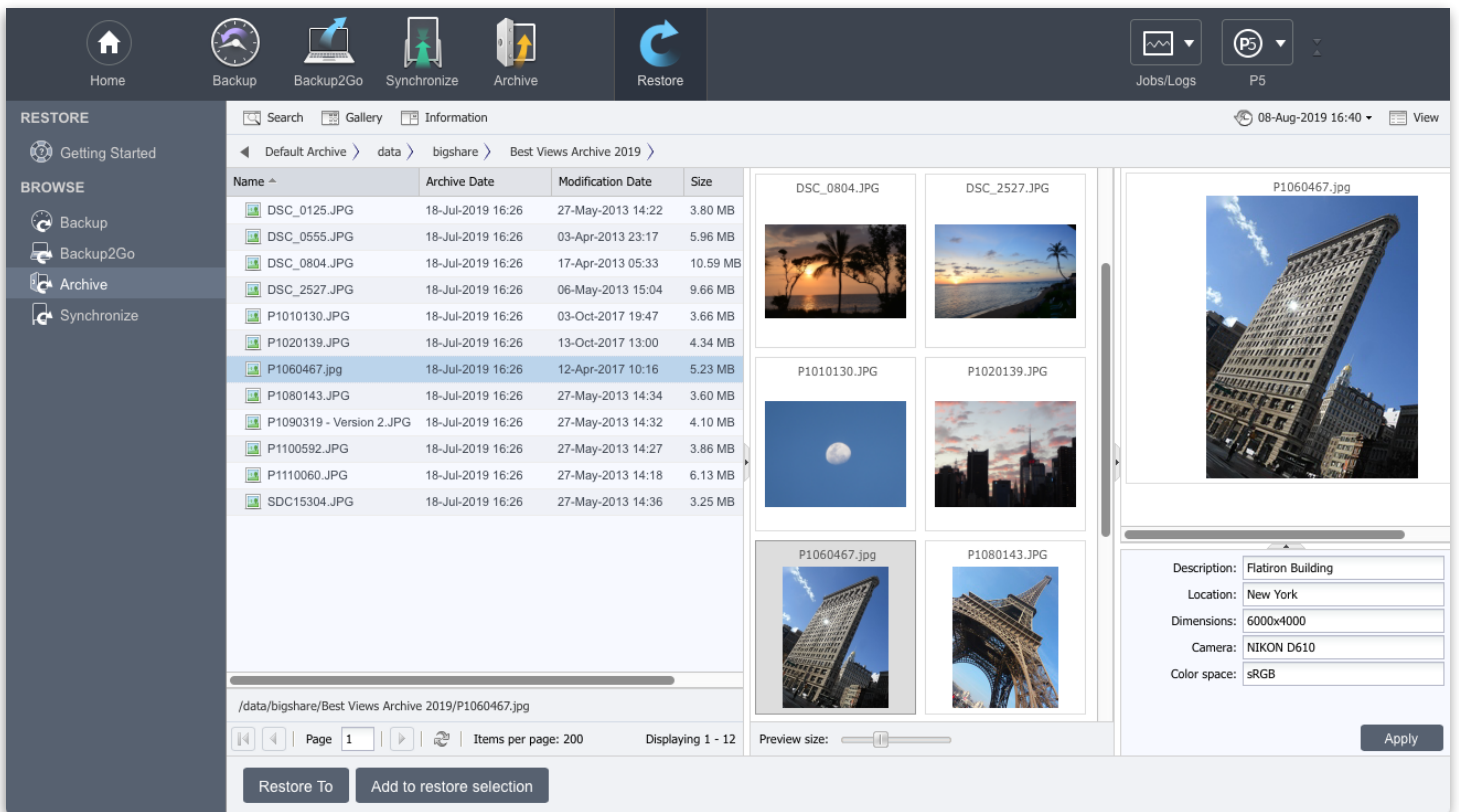 Home
Backup
Backup2Go
Synchronize
Archive
Restore
Jobs/Logs
P5
P5
RESTORE
Getting Started
BROWSE
Backup
Backup2Go
Archive
Synchronize
Search Gallery Information
08-Aug-2019 16:40 View
Default Archive data bigshare Best Views Archive 2019
Name Archive Date Modification Date Size
DSC_0125.JPG 18-Jul-2019 16:26 27-May-2013 14:22 3.80 MB
DSC_0555.JPG 18-Jul-2019 16:26 03-Apr-2013 23:17 5.96 MB
DSC_0804.JPG 18-Jul-2019 16:26 17-Apr-2013 05:33 10.59 MB
DSC_2527.JPG 18-Jul-2019 16:26 06-May-2013 15:04 9.66 MB
P1010130.JPG 18-Jul-2019 16:26 03-Oct-2017 19:47 3.66 MB
P1020139.JPG 18-Jul-2019 16:26 13-Oct-2017 13:00 4.34 MB
P1060467.jpg 18-Jul-2019 16:26 12-Apr-2017 10:16 5.23 MB
P1080143.JPG 18-Jul-2019 16:26 27-May-2013 14:34 3.60 MB
P1090319 - Version 2.JPG 18-Jul-2019 16:26 27-May-2013 14:32 4.10 MB
P1100592.JPG 18-Jul-2019 16:26 27-May-2013 14:27 3.86 MB
P1110060.JPG 18-Jul-2019 16:26 27-May-2013 14:18 6.13 MB
SDC15304.JPG 18-Jul-2019 16:26 27-May-2013 14:36 3.25 MB
/data/bigshare/Best Views Archive 2019/P1060467.jpg
Page 1 Items per page: 200 Displaying 1 - 12
DSC_0804.JPG DSC_2527.JPG
P1010130.JPG P1020139.JPG
P1060467.jpg P1080143.JPG
Preview size:
P1060467.jpg
Description: Flatiron Building
Location: New York
Dimensions: 6000x4000
Camera: NIKON D610
Color space: sRGB
Apply
Restore To Add to restore selection